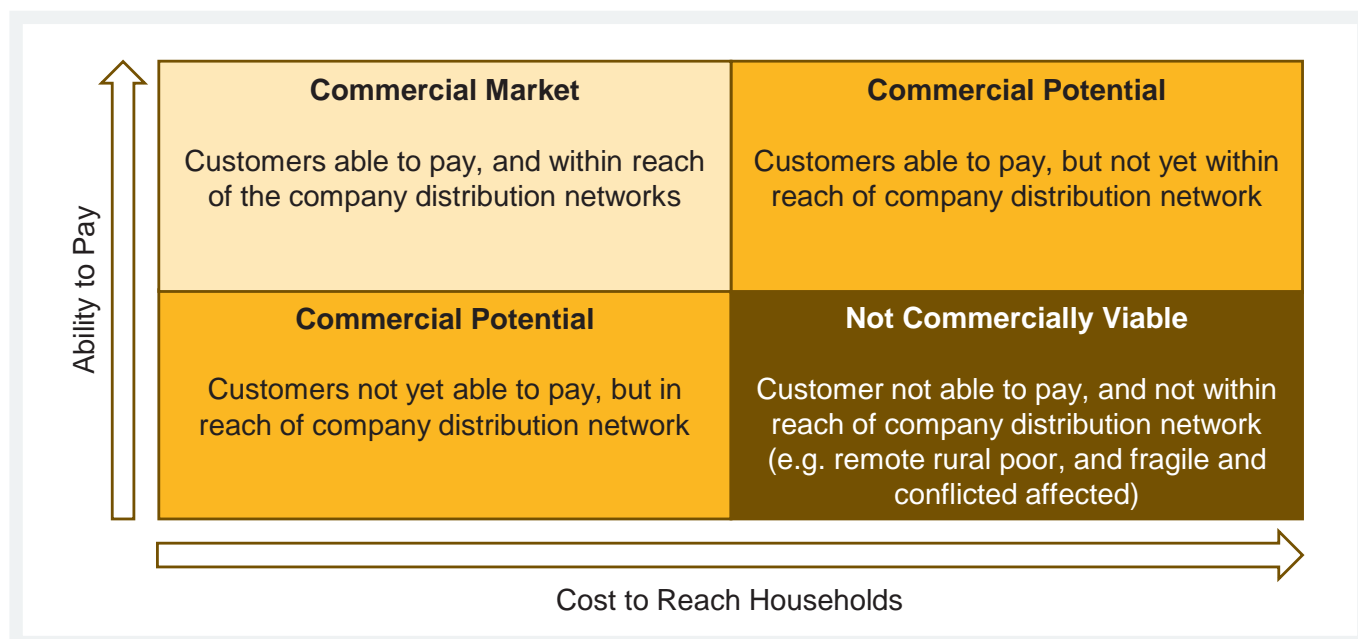 Ability to Pay
Commercial Market
Customers able to pay, and within reach
of the company distribution networks
Commercial Potential
Customers able to pay, but not yet within
reach of company distribution network
Commercial Potential
Customers not yet able to pay, but in
reach of company distribution network
Not Commercially Viable
Customer not able to pay, and not within
reach of company distribution network
(e.g. remote rural poor, and fragile and
conflicted affected)
Cost to Reach Households